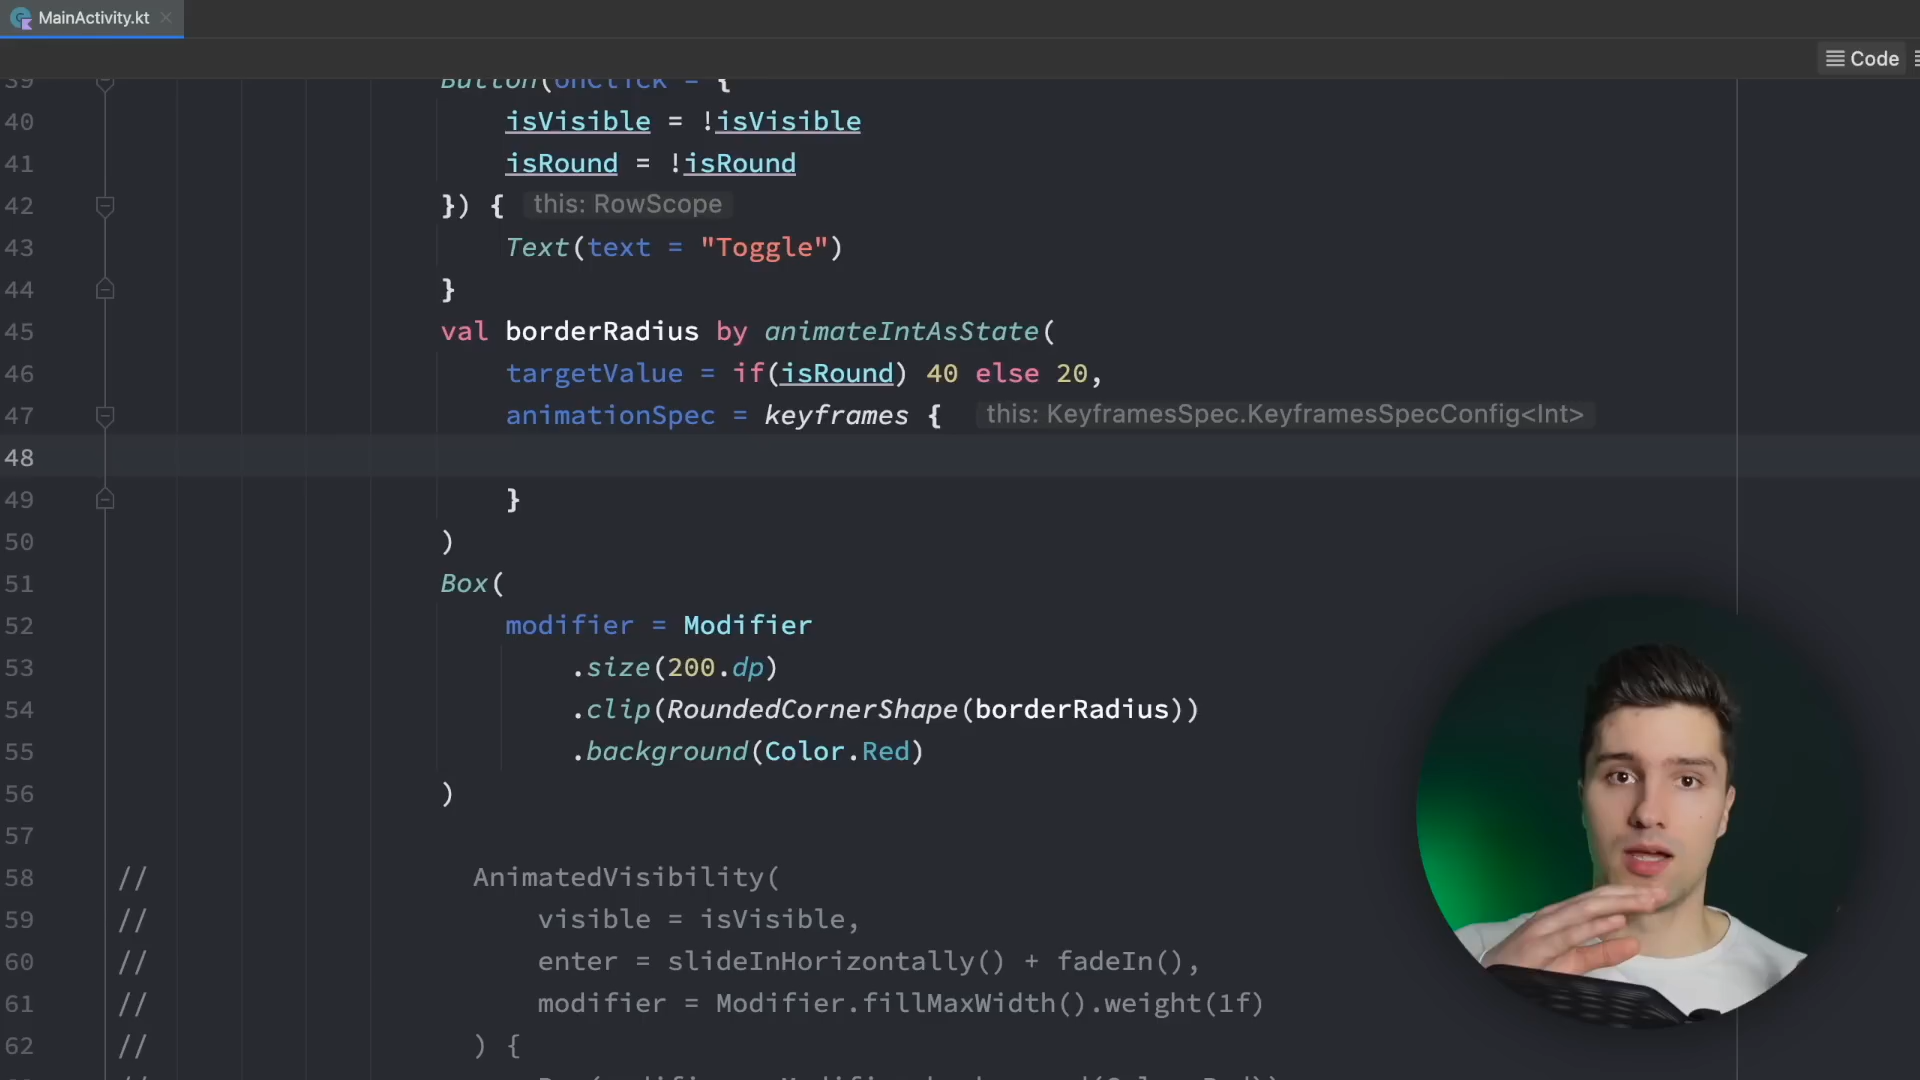 MainActivity.kt
Code
39 Button(onClick = {
40 isVisible = !isVisible
41 isRound = !isRound
42 }) { this: RowScope
43 Text(text = "Toggle")
44 }
45 val borderRadius by animateIntAsState(
46 targetValue = if(isRound) 40 else 20,
47 animationSpec = keyframes { this: KeyframesSpec.KeyframesSpecConfig<Int>
48
49 }
50 )
51 Box(
52 modifier = Modifier
53 .size(200.dp)
54 .clip(RoundedCornerShape(borderRadius))
55 .background(Color.Red)
56 )
57
58 // AnimatedVisibility(
59 // visible = isVisible,
60 // enter = slideInHorizontally() + fadeIn(),
61 // modifier = Modifier.fillMaxWidth().weight(1f)
62 // ) {